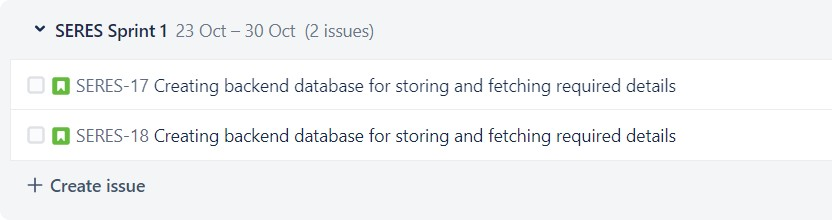 SERES Sprint 1 23 Oct – 30 Oct (2 issues)
SERES-17 Creating backend database for storing and fetching required details
SERES-18 Creating backend database for storing and fetching required details
+ Create issue